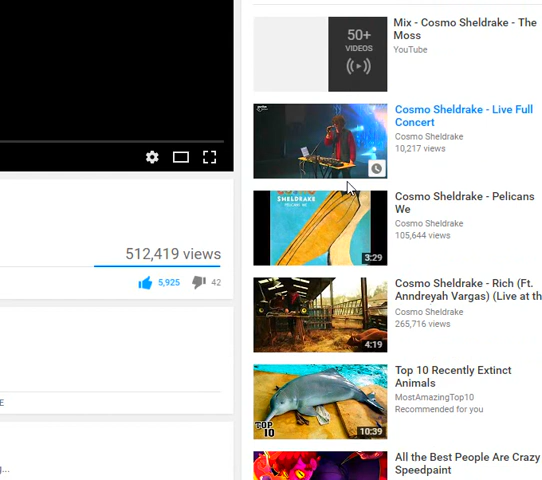 50+
VIDEOS
Mix - Cosmo Sheldrake - The
Moss
YouTube
Cosmo Sheldrake - Live Full
Concert
Cosmo Sheldrake
10,217 views
SHELDRAKE
PELICANS WE
3:29
Cosmo Sheldrake - Pelicans
We
Cosmo Sheldrake
105,644 views
512,419 views
5,925
42
4:19
Cosmo Sheldrake - Rich (Ft.
Anndreyah Vargas) (Live at th
Cosmo Sheldrake
265,716 views
TOP
10
10:39
Top 10 Recently Extinct
Animals
MostAmazingTop10
Recommended for you
E
...
All the Best People Are Crazy
Speedpaint